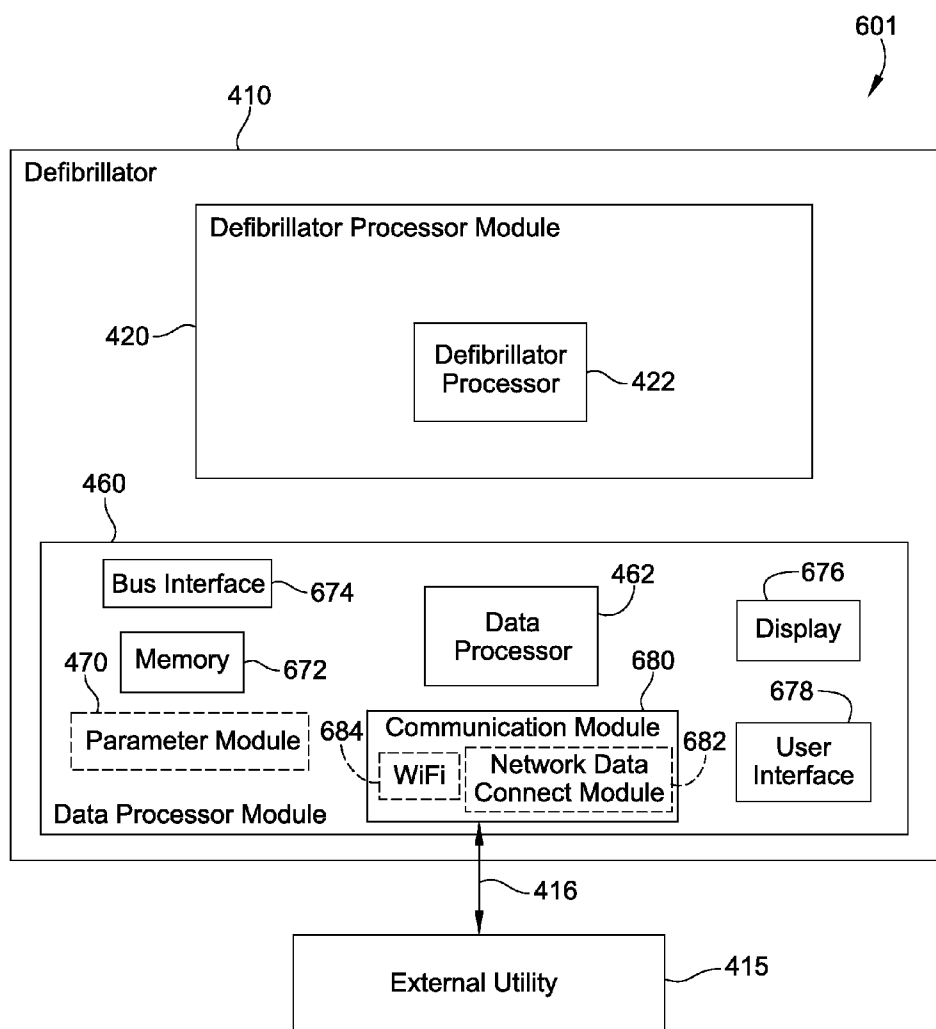 601
410
Defibrillator
Defibrillator Processor Module
420
Defibrillator
Processor
422
460
Bus Interface
674
462
676
Data
Processor
Display
470
Memory
672
680
678
Parameter Module
684
Communication Module
682
WiFi
Network Data
Connect Module
User
Interface
Data Processor Module
416
External Utility
415